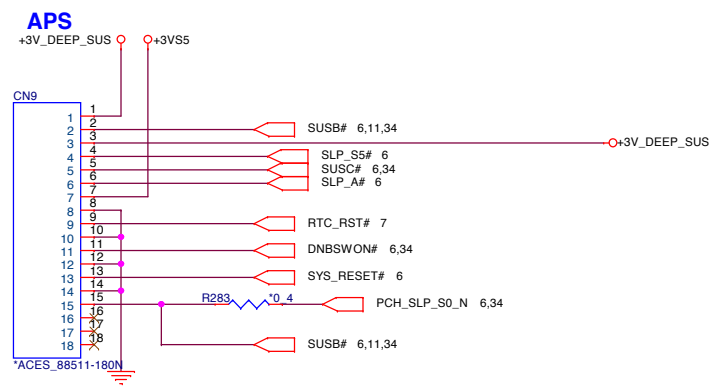 APS
+3V_DEEP_SUS +3VS5
CN9
1 1
2 2 SUSB# 6,11,34
3 3 +3V_DEEP_SUS
4 4 SLP_S5# 6
5 5 SUSC# 6,34
6 6 SLP_A# 6
7 7
8 8
9 9 RTC_RST# 7
10 10
11 11 DNBSWON# 6,34
12 12
13 13 SYS_RESET# 6
14 14
15 15 R283 *0_4 PCH_SLP_S0_N 6,34
16 16
17 17
18 18 SUSB# 6,11,34
*ACES_88511-180N